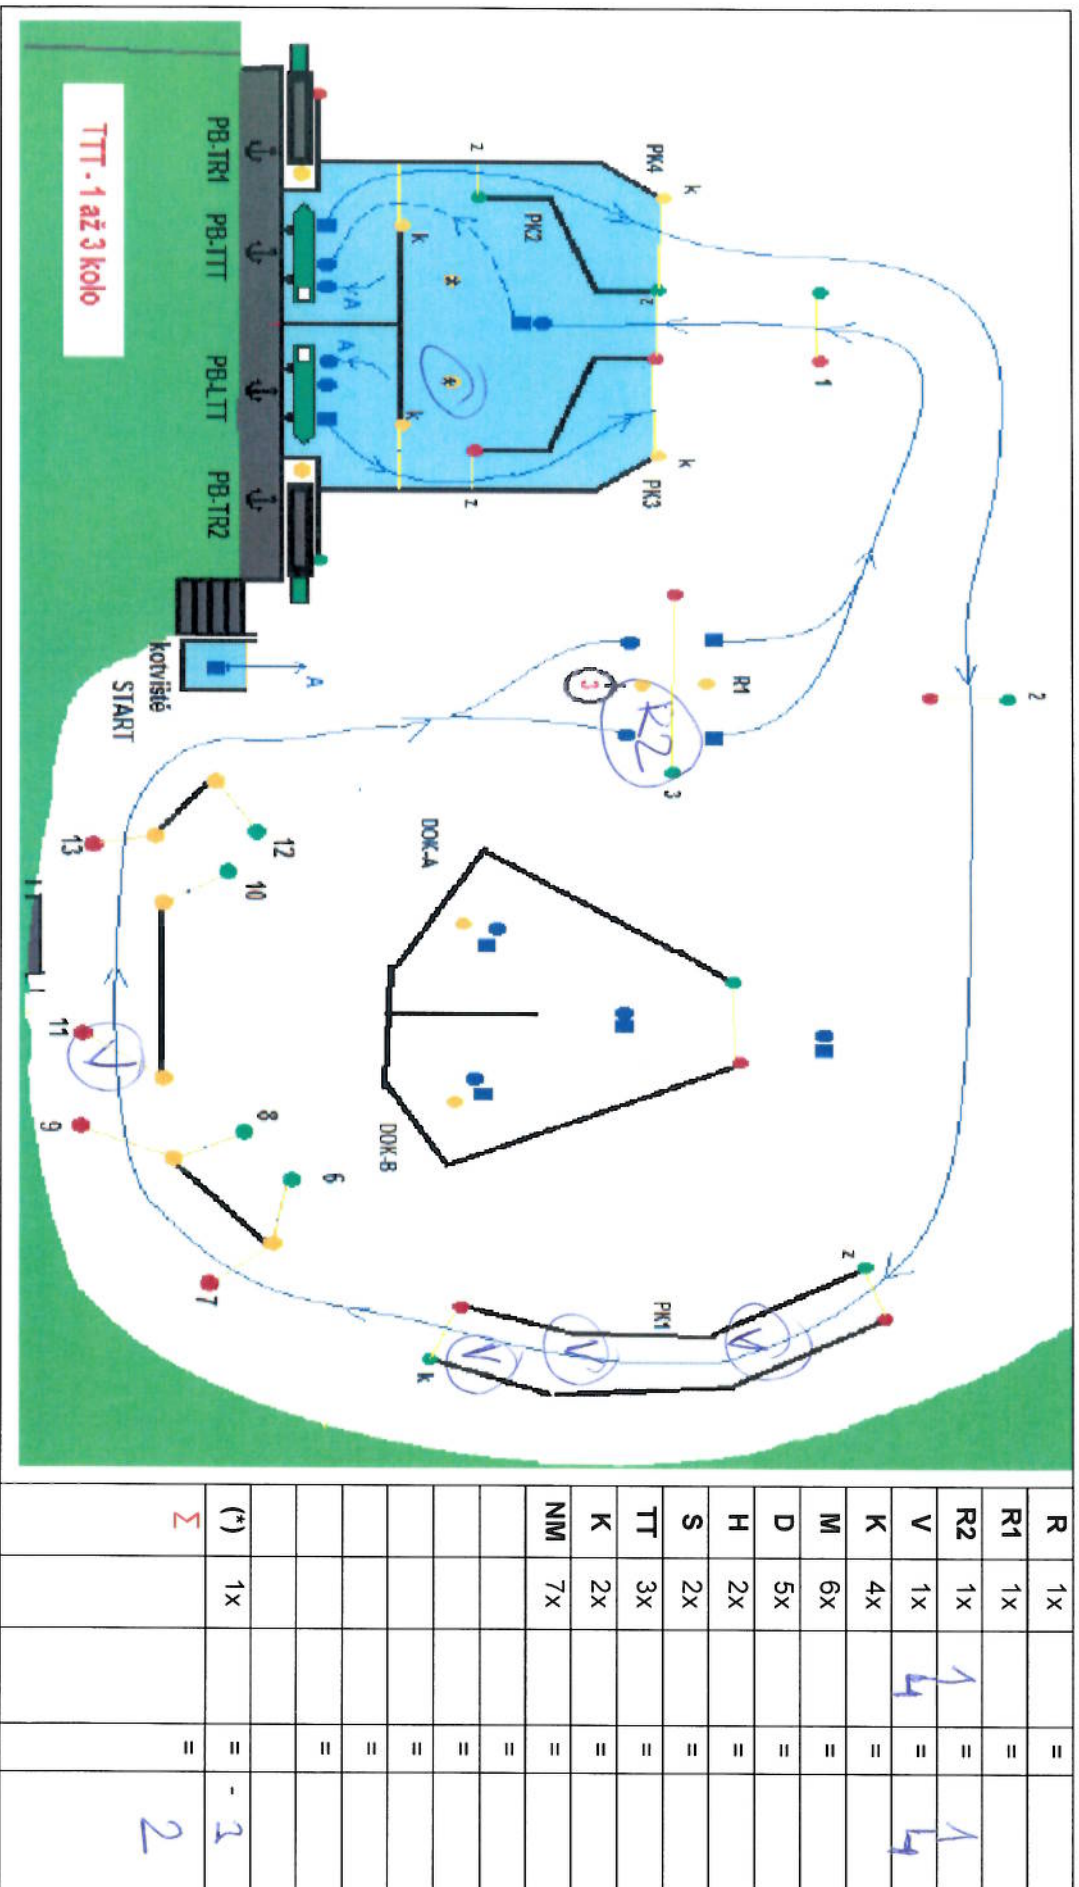 2
z
1
V
PK4
k
k
PK3
z
R1
R2
3
3
PK1
V
V
k
PK2
z
z
k
k
*
*
A
A
DOK-A
DOK-B
6
8
10
12
A
7
9
11
V
13
PB-TR1
PB-TTT
PB-LTT
PB-TR2
kotviště
START
TTT - 1 až 3 kolo
R 1x =
R1 1x =
R2 1x 1 = 1
V 1x 4 = 4
K 4x =
M 6x =
D 5x =
H 2x =
S 2x =
TT 3x =
K 2x =
NM 7x =
=
=
=
=
=
(*) 1x = - 3
Σ = 2